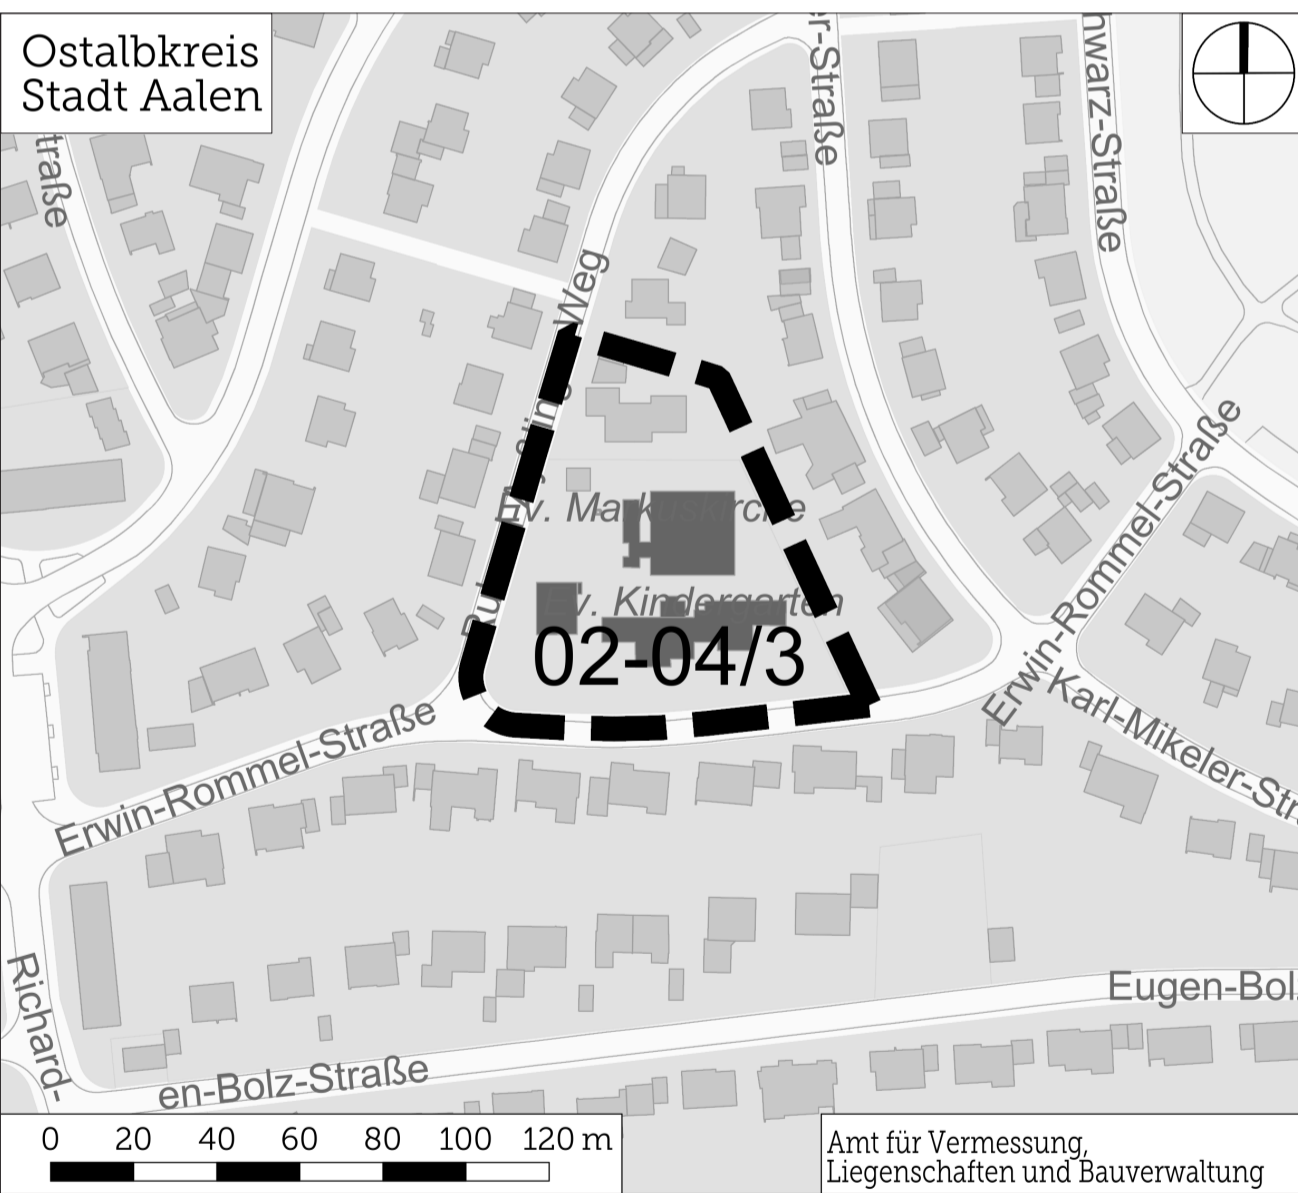 Ostalbkreis
Stadt Aalen
traße
er-Straße
hwarz-Straße
Weg
Ev. Markuskirche
Ev. Kindergarten
02-04/3
Erwin-Rommel-Straße
Erwin-Rommel-Straße
Karl-Mikeler-Str
Richard-
Eugen-Bol
en-Bolz-Straße
0 20 40 60 80 100 120 m
Amt für Vermessung,
Liegenschaften und Bauverwaltung